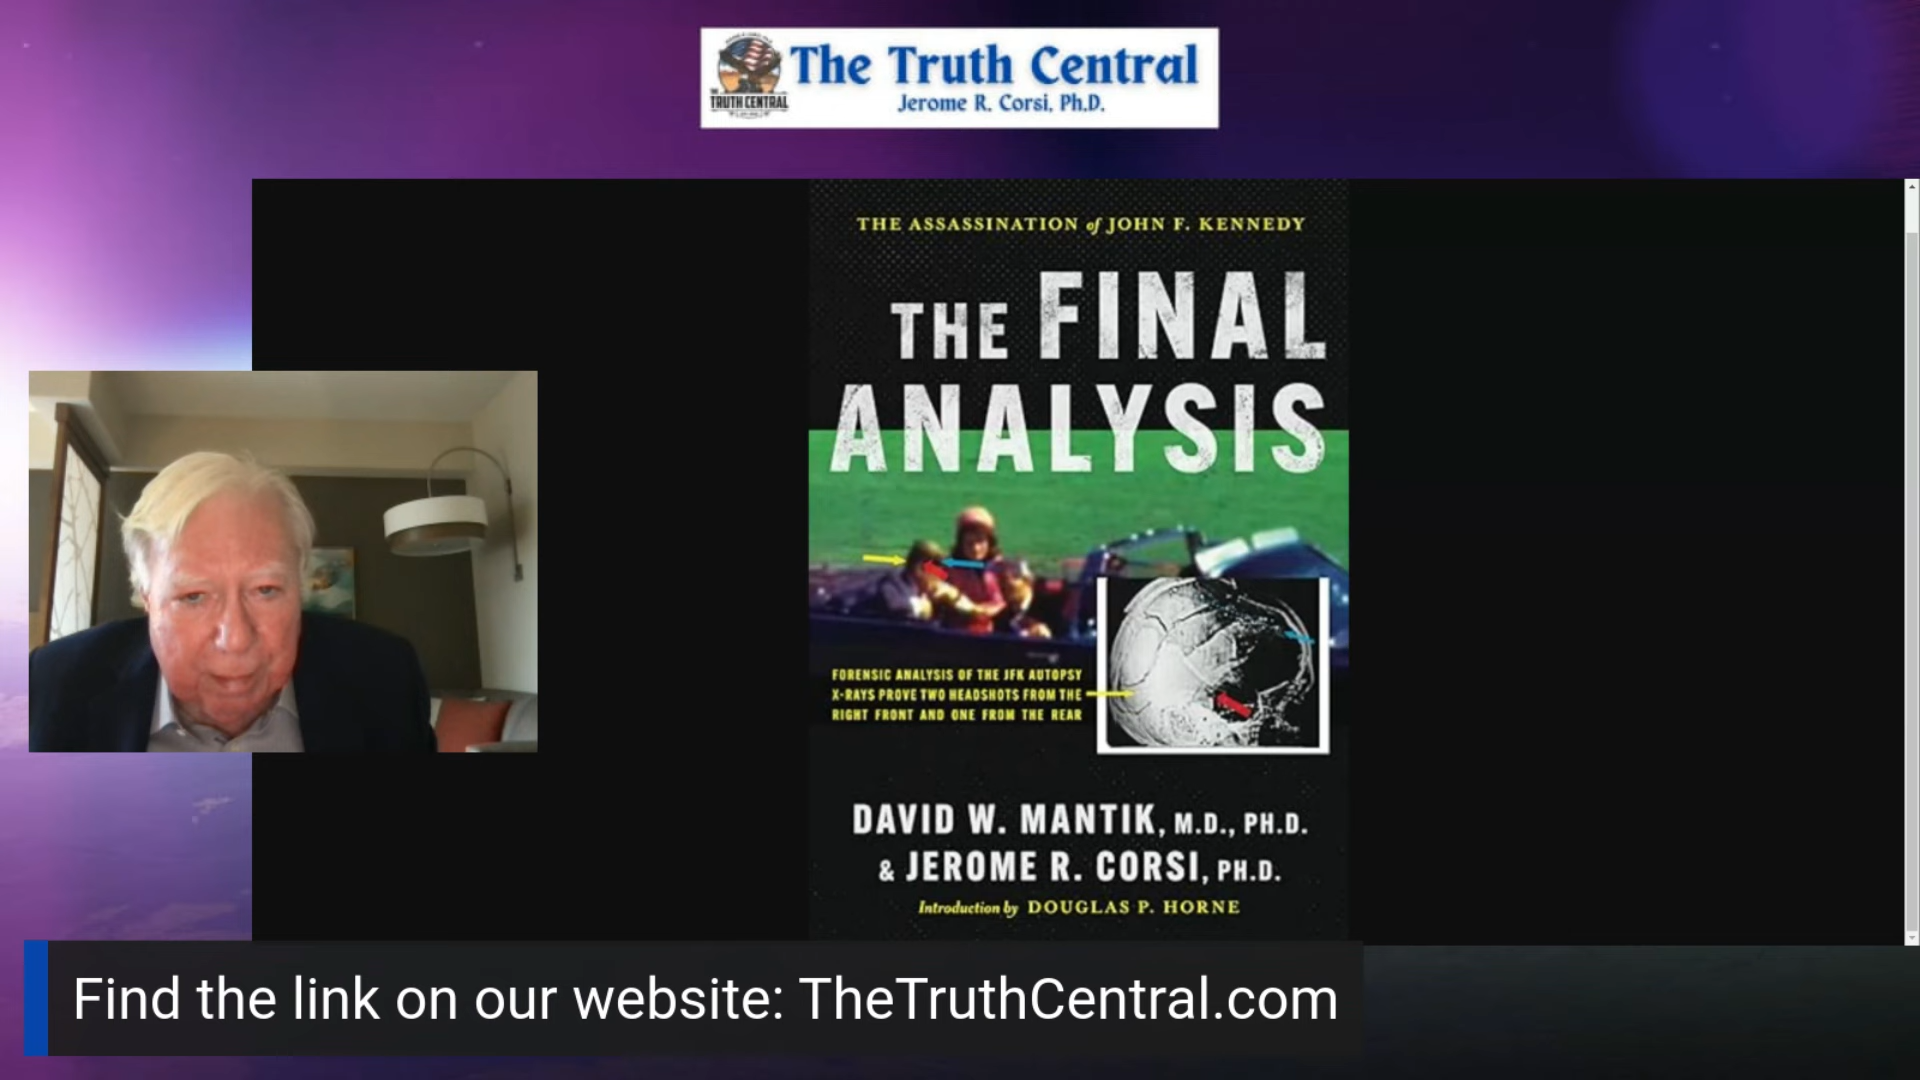 The Truth Central
Jerome R. Corsi, Ph.D.
TRUTH CENTRAL
THE ASSASSINATION of JOHN F. KENNEDY
THE FINAL
ANALYSIS
FORENSIC ANALYSIS OF THE JFK AUTOPSY
X-RAYS PROVE TWO HEADSHOTS FROM THE
RIGHT FRONT AND ONE FROM THE REAR
DAVID W. MANTIK, M.D., PH.D.
& JEROME R. CORSI, PH.D.
Introduction by DOUGLAS P. HORNE
Find the link on our website: TheTruthCentral.com